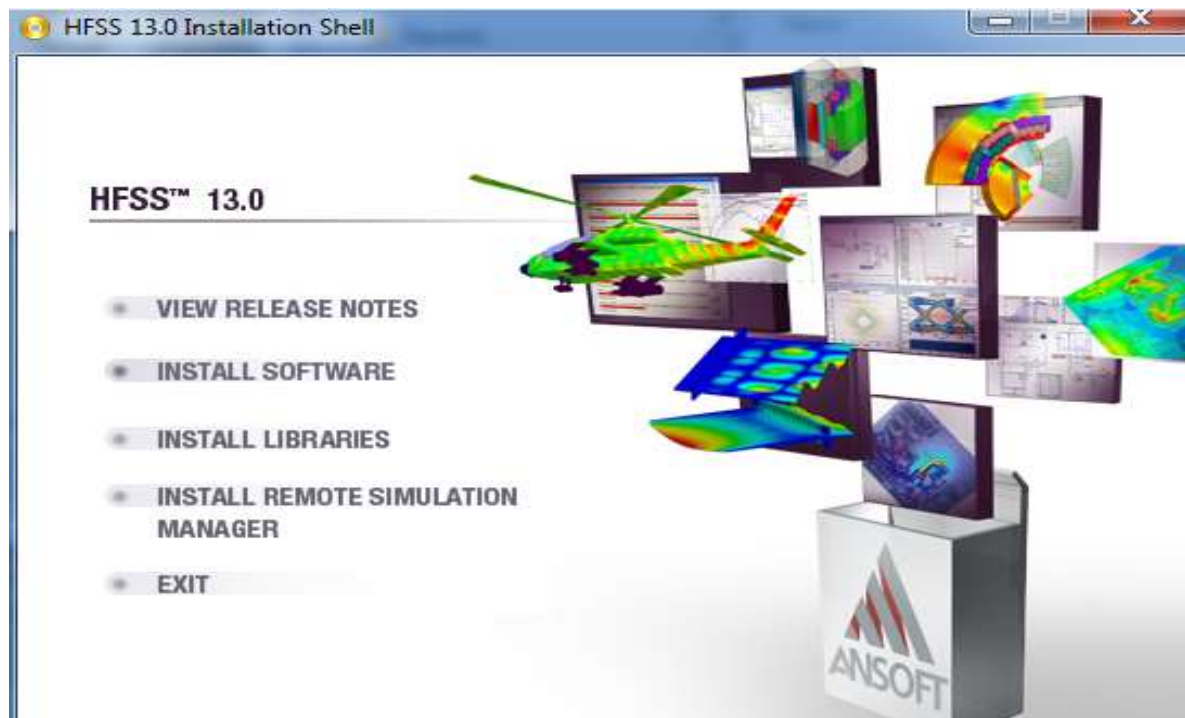 HFSS 13.0 Installation Shell
HFSS™ 13.0
VIEW RELEASE NOTES
INSTALL SOFTWARE
INSTALL LIBRARIES
INSTALL REMOTE SIMULATION
MANAGER
EXIT
ANSOFT